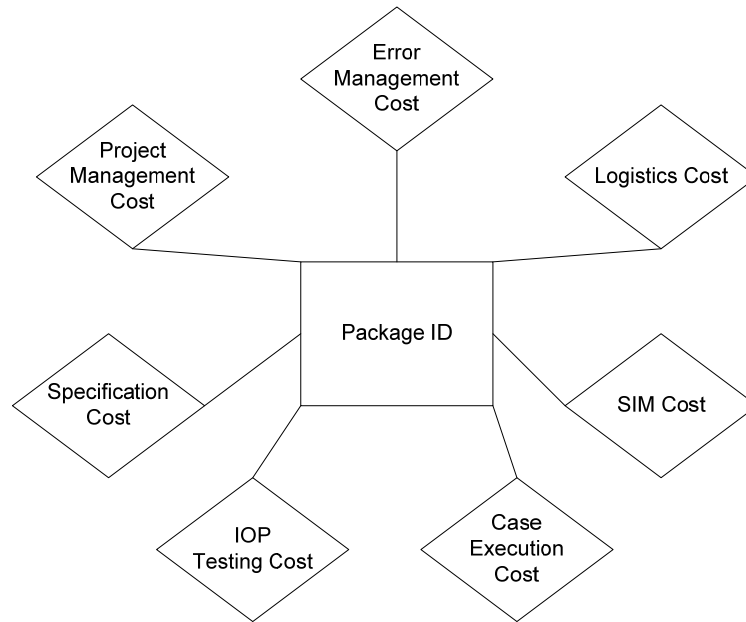 Error
Management
Cost
Project
Management
Cost
Logistics Cost
Package ID
Specification
Cost
SIM Cost
IOP
Testing Cost
Case
Execution
Cost